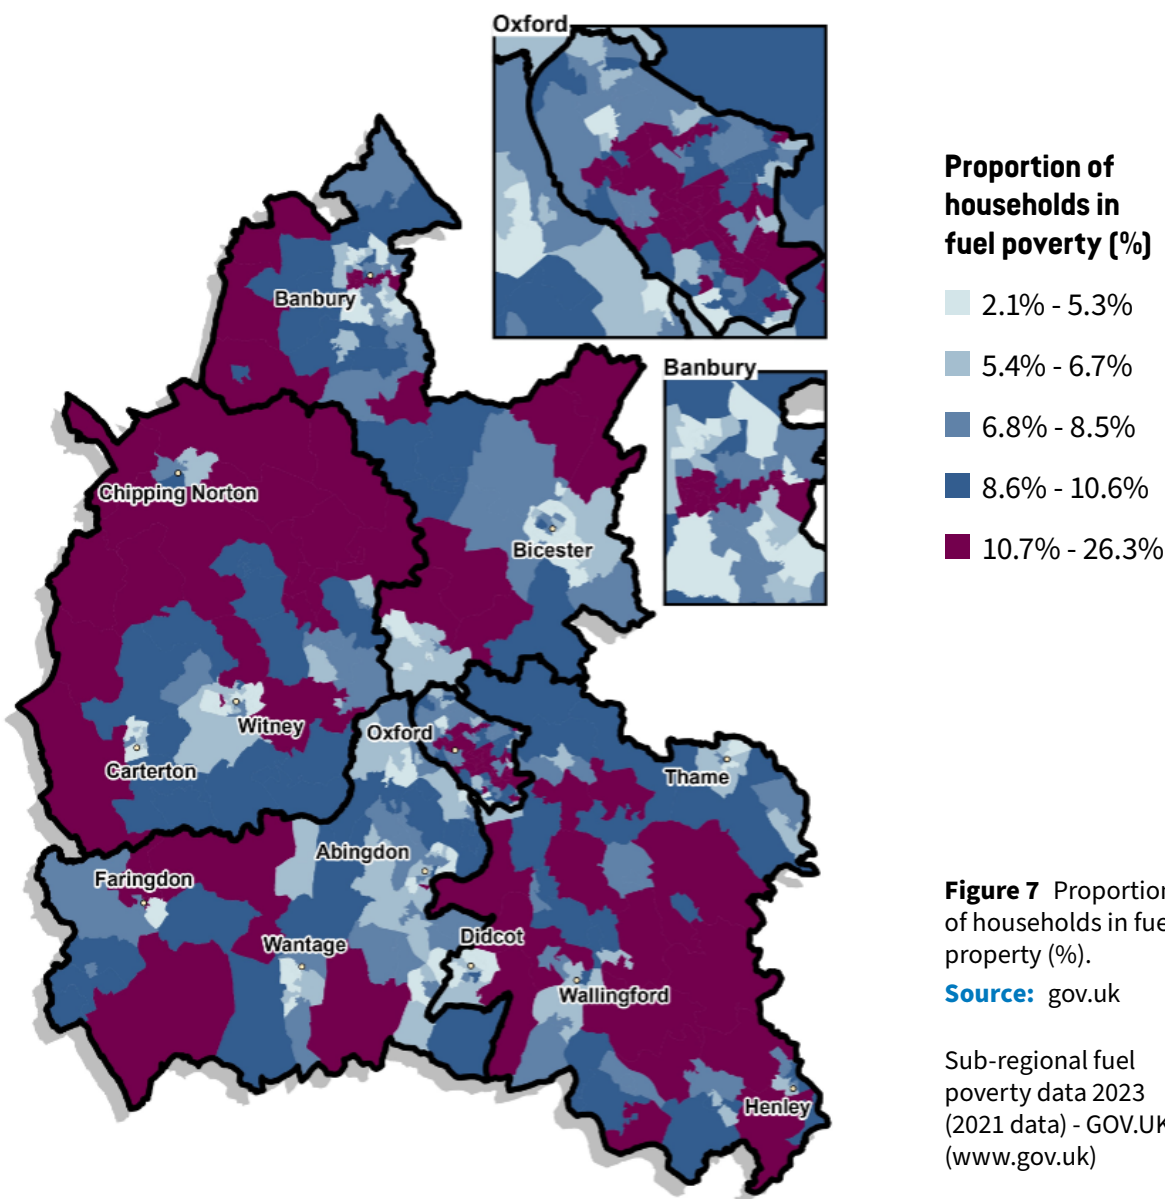 Oxford
Banbury
Chipping Norton
Bicester
Witney
Carterton
Oxford
Thame
Abingdon
Faringdon
Wantage
Didcot
Wallingford
Henley
Banbury
Proportion of
households in
fuel poverty (%)
2.1% - 5.3%
5.4% - 6.7%
6.8% - 8.5%
8.6% - 10.6%
10.7% - 26.3%
Figure 7 Proportion
of households in fue
property (%).
Source: gov.uk
Sub-regional fuel
poverty data 2023
(2021 data) - GOV.UK
(www.gov.uk)